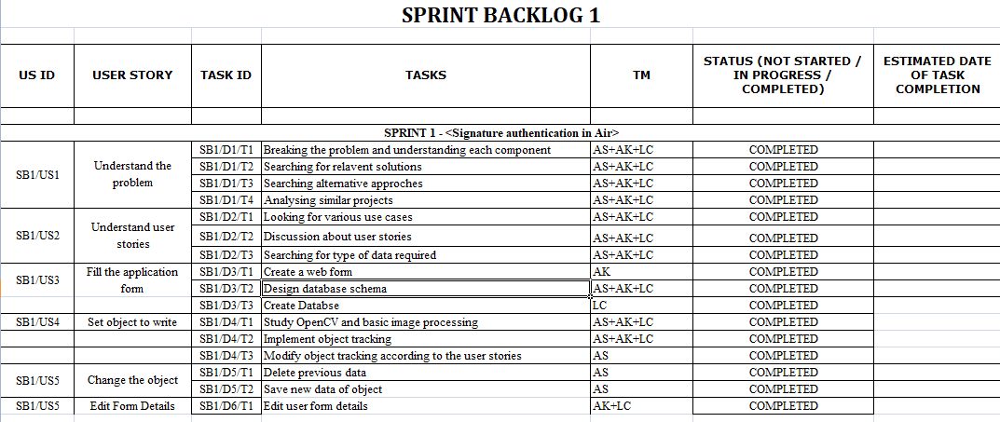 SPRINT BACKLOG 1
US ID USER STORY TASK ID TASKS TM STATUS (NOT STARTED / IN PROGRESS / COMPLETED) ESTIMATED DATE OF TASK COMPLETION
SPRINT 1 - <Signature authentication in Air>
SB1/US1 Understand the problem SB1/D1/T1 Breaking the problem and understanding each component AS+AK+LC COMPLETED
SB1/D1/T2 Searching for relavent solutions AS+AK+LC COMPLETED
SB1/D1/T3 Searching alternative approches AS+AK+LC COMPLETED
SB1/D1/T4 Analysing similar projects AS+AK+LC COMPLETED
SB1/US2 Understand user stories SB1/D2/T1 Looking for various use cases AS+AK+LC COMPLETED
SB1/D2/T2 Discussion about user stories AS+AK+LC COMPLETED
SB1/D2/T3 Searching for type of data required AS+AK+LC COMPLETED
SB1/US3 Fill the application form SB1/D3/T1 Create a web form AK COMPLETED
SB1/D3/T2 Design database schema AS+AK+LC COMPLETED
SB1/D3/T3 Create Databse LC COMPLETED
SB1/US4 Set object to write SB1/D4/T1 Study OpenCV and basic image processing AS+AK+LC COMPLETED
SB1/D4/T2 Implement object tracking AS+AK+LC COMPLETED
SB1/D4/T3 Modify object tracking according to the user stories AS COMPLETED
SB1/US5 Change the object SB1/D5/T1 Delete previous data AS COMPLETED
SB1/D5/T2 Save new data of object AS COMPLETED
SB1/US5 Edit Form Details SB1/D6/T1 Edit user form details AK+LC COMPLETED